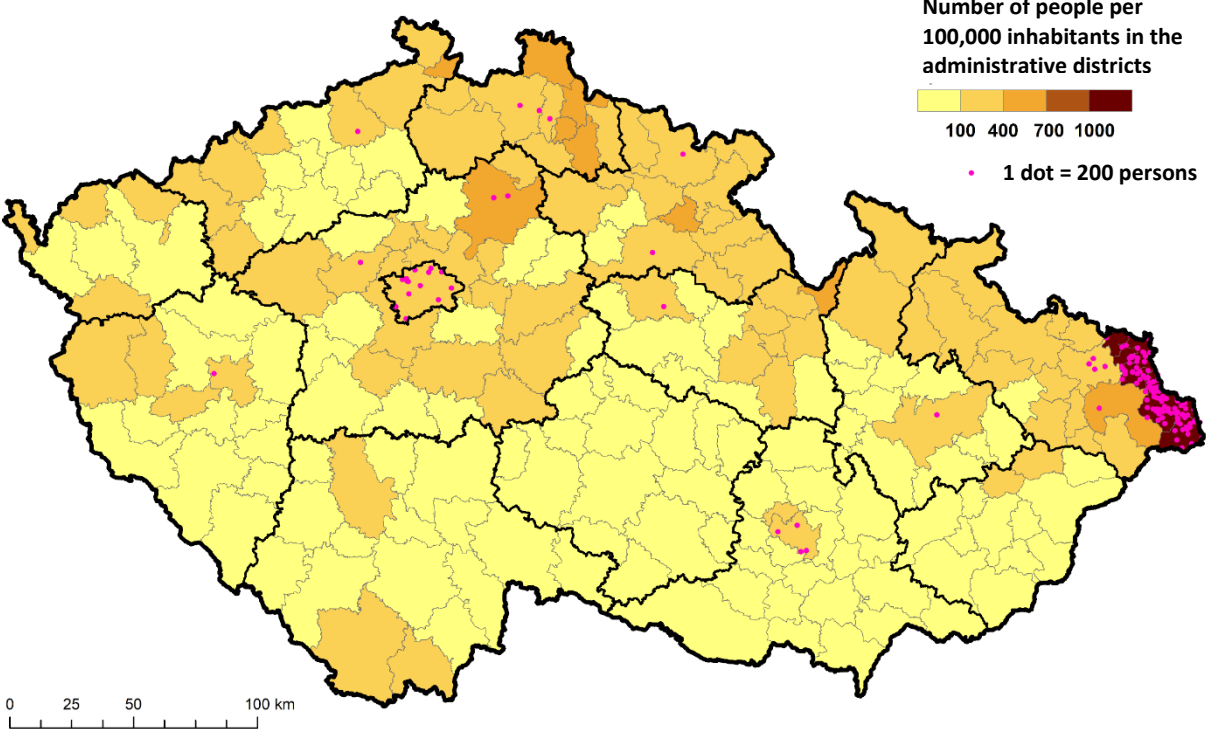 Number of people per
100,000 inhabitants in the
administrative districts
100 400 700 1000
1 dot = 200 persons
0 25 50 100 km